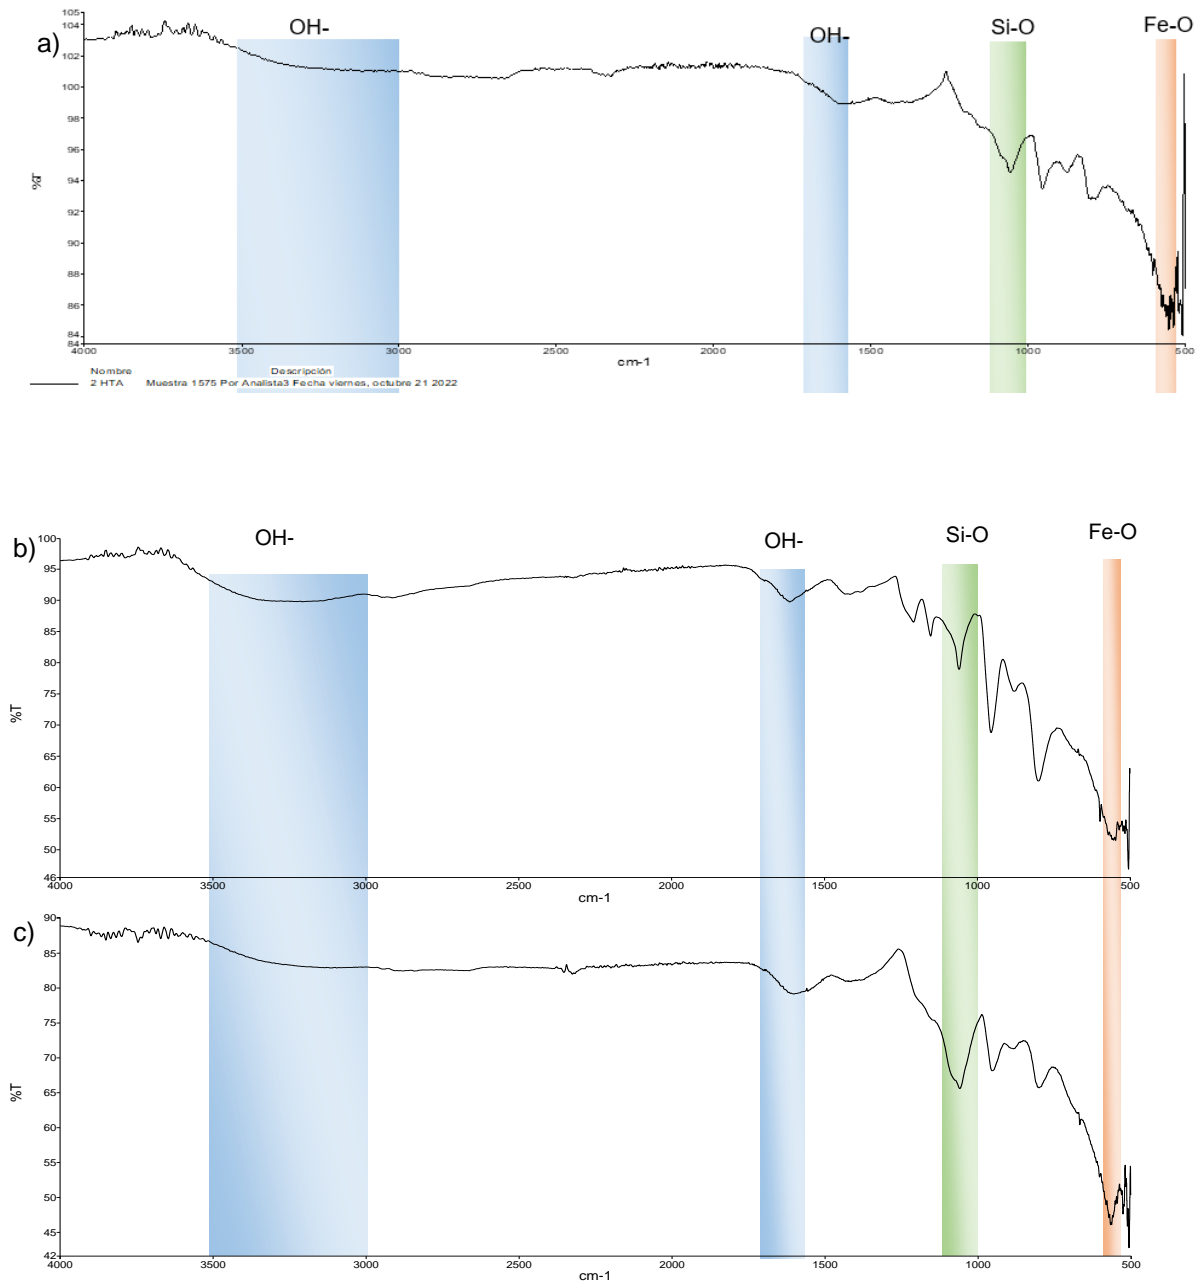 a)
OH-
OH-
Si-O
Fe-O
105
104
102
100
98
96
94
92
90
88
86
84
84
%T
4000 3500 3000 2500 2000 1500 1000 500
cm-1
Nombre Descripción
2 HTA Muestra 1575 Por Analista3 Fecha viernes, octubre 21 2022
b)
OH-
OH-
Si-O
Fe-O
100
95
90
85
80
75
70
65
60
55
50
46
%T
4000 3500 3000 2500 2000 1500 1000 500
cm-1
c)
90
85
80
75
70
65
60
55
50
45
42
%T
4000 3500 3000 2500 2000 1500 1000 500
cm-1